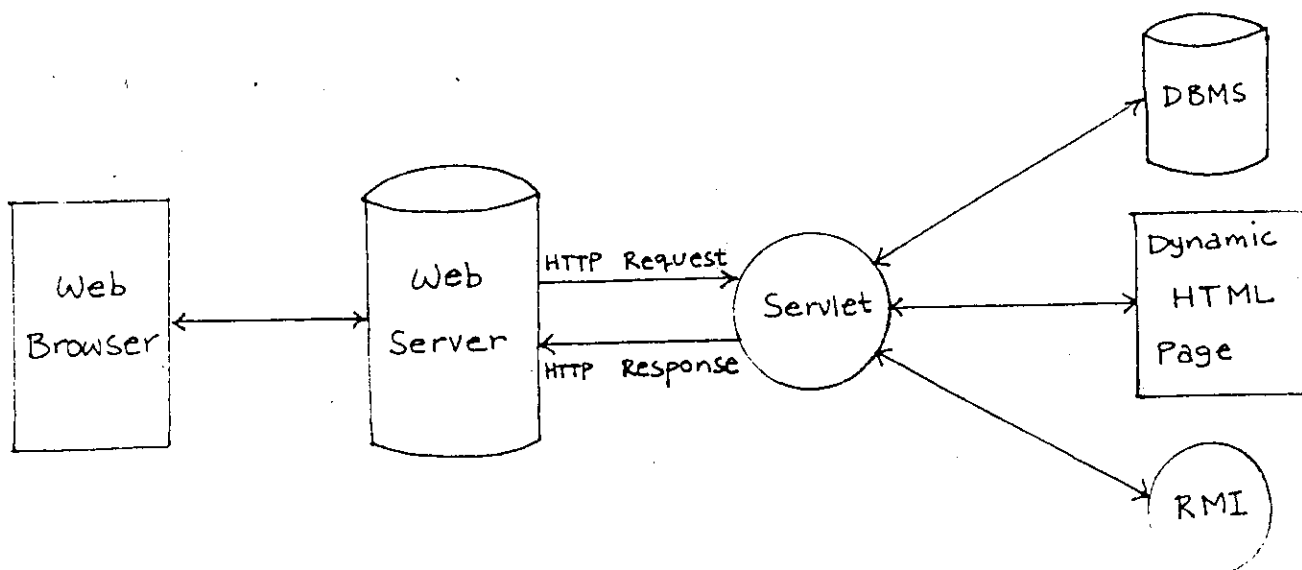 Web
Browser
Web
Server
HTTP Request
HTTP Response
Servlet
DBMS
Dynamic
HTML
Page
RMI